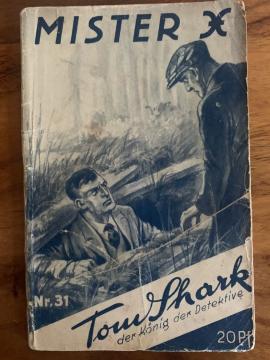 MISTER X
Nr. 31
Tom Shark
der König der Detektive
20 Pf